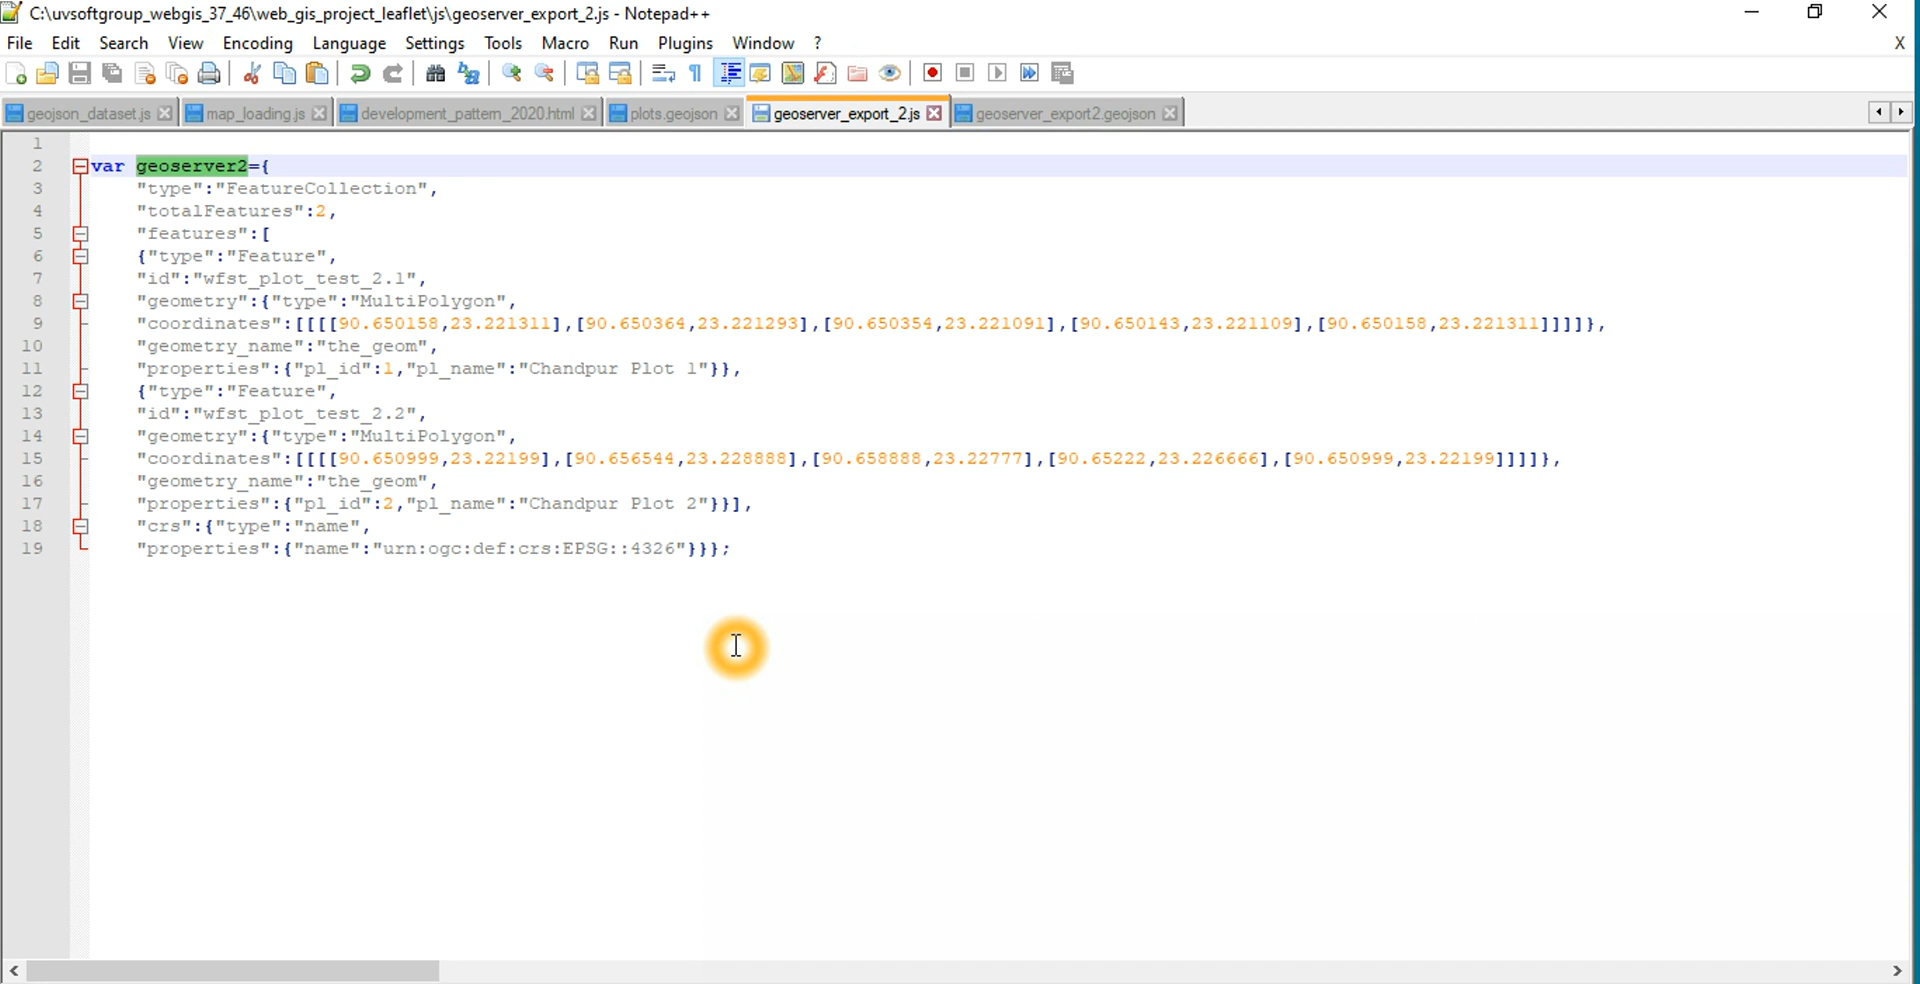 C:\uvsoftgroup_webgis_37_46\web_gis_project_leaflet\js\geoserver_export_2.js - Notepad++
File Edit Search View Encoding Language Settings Tools Macro Run Plugins Window ? X
geojson_dataset.js map_loading.js development_pattern_2020.html plots.geojson geoserver_export_2.js geoserver_export2.geojson
1
2 var geoserver2={
3 "type":"FeatureCollection",
4 "totalFeatures":2,
5 "features":[
6 {"type":"Feature",
7 "id":"wfst_plot_test_2.1",
8 "geometry":{"type":"MultiPolygon",
9 "coordinates":[[[[90.650158,23.221311],[90.650364,23.221293],[90.650354,23.221091],[90.650143,23.221109],[90.650158,23.221311]]]]},
10 "geometry_name":"the_geom",
11 "properties":{"pl_id":1,"pl_name":"Chandpur Plot 1"}},
12 {"type":"Feature",
13 "id":"wfst_plot_test_2.2",
14 "geometry":{"type":"MultiPolygon",
15 "coordinates":[[[[90.650999,23.22199],[90.656544,23.228888],[90.658888,23.22777],[90.65222,23.226666],[90.650999,23.22199]]]]},
16 "geometry_name":"the_geom",
17 "properties":{"pl_id":2,"pl_name":"Chandpur Plot 2"}}],
18 "crs":{"type":"name",
19 "properties":{"name":"urn:ogc:def:crs:EPSG::4326"}}};